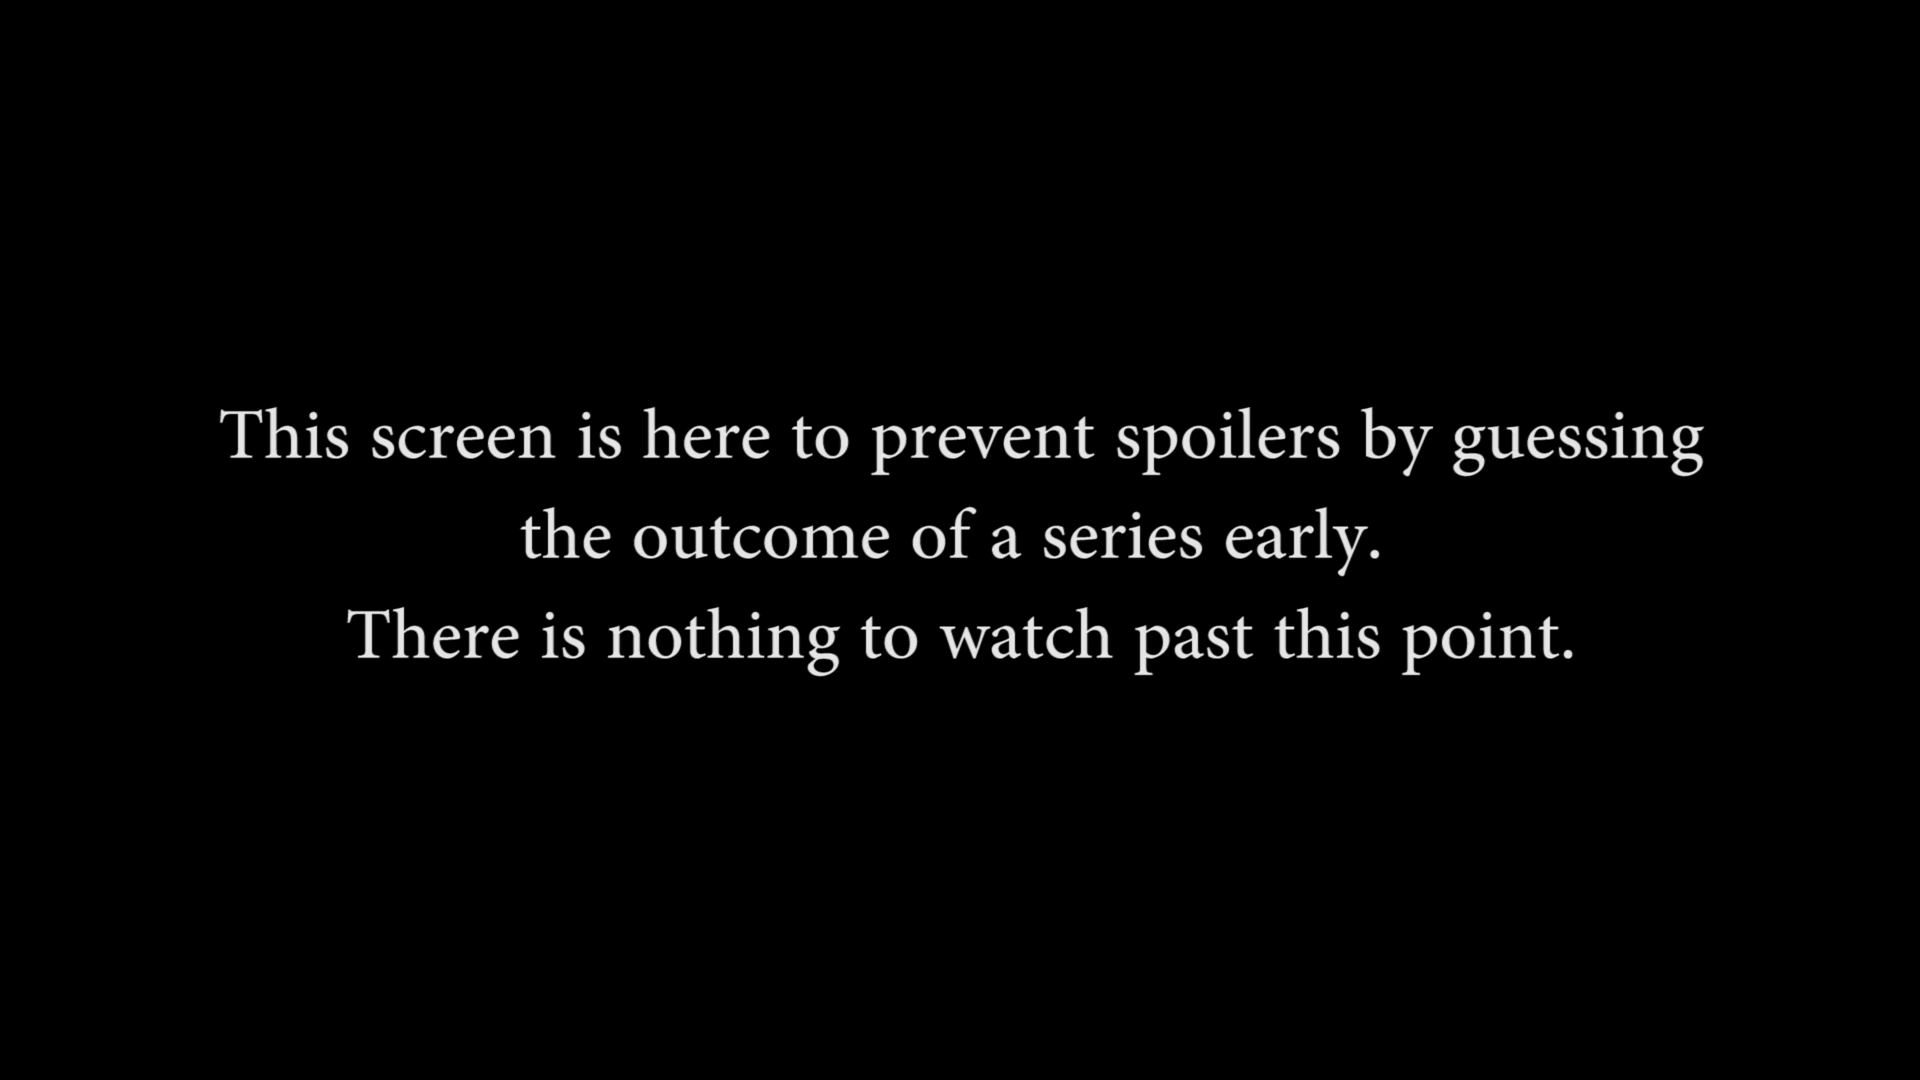 This screen is here to prevent spoilers by guessing
the outcome of a series early.
There is nothing to watch past this point.